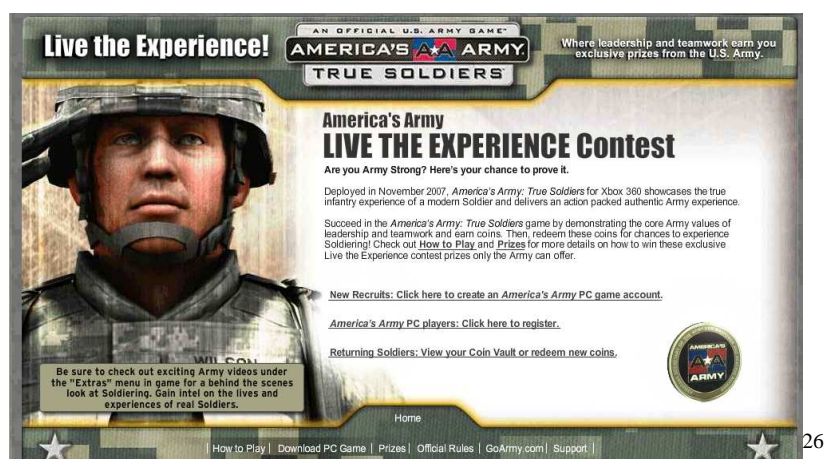 Live the Experience!
AN OFFICIAL U.S. ARMY GAME
AMERICA'S AA ARMY
TRUE SOLDIERS
Where leadership and teamwork earn you
exclusive prizes from the U.S. Army.
America's Army
LIVE THE EXPERIENCE Contest
Are you Army Strong? Here's your chance to prove it.
Deployed in November 2007, America's Army: True Soldiers for Xbox 360 showcases the true
infantry experience of a modern Soldier and delivers an action packed authentic Army experience.
Succeed in the America's Army: True Soldiers game by demonstrating the core Army values of
leadership and teamwork and earn coins. Then, redeem these coins for chances to experience
Soldiering! Check out How to Play and Prizes for more details on how to win these exclusive
Live the Experience contest prizes only the Army can offer.
New Recruits: Click here to create an America's Army PC game account.
America's Army PC players: Click here to register.
Returning Soldiers: View your Coin Vault or redeem new coins.
WILSON
Be sure to check out exciting Army videos under
the "Extras" menu in game for a behind the scenes
look at Soldiering. Gain intel on the lives and
experiences of real Soldiers.
AMERICA'S
AA
ARMY
Home
| How to Play | Download PC Game | Prizes | Official Rules | GoArmy.com | Support |
26